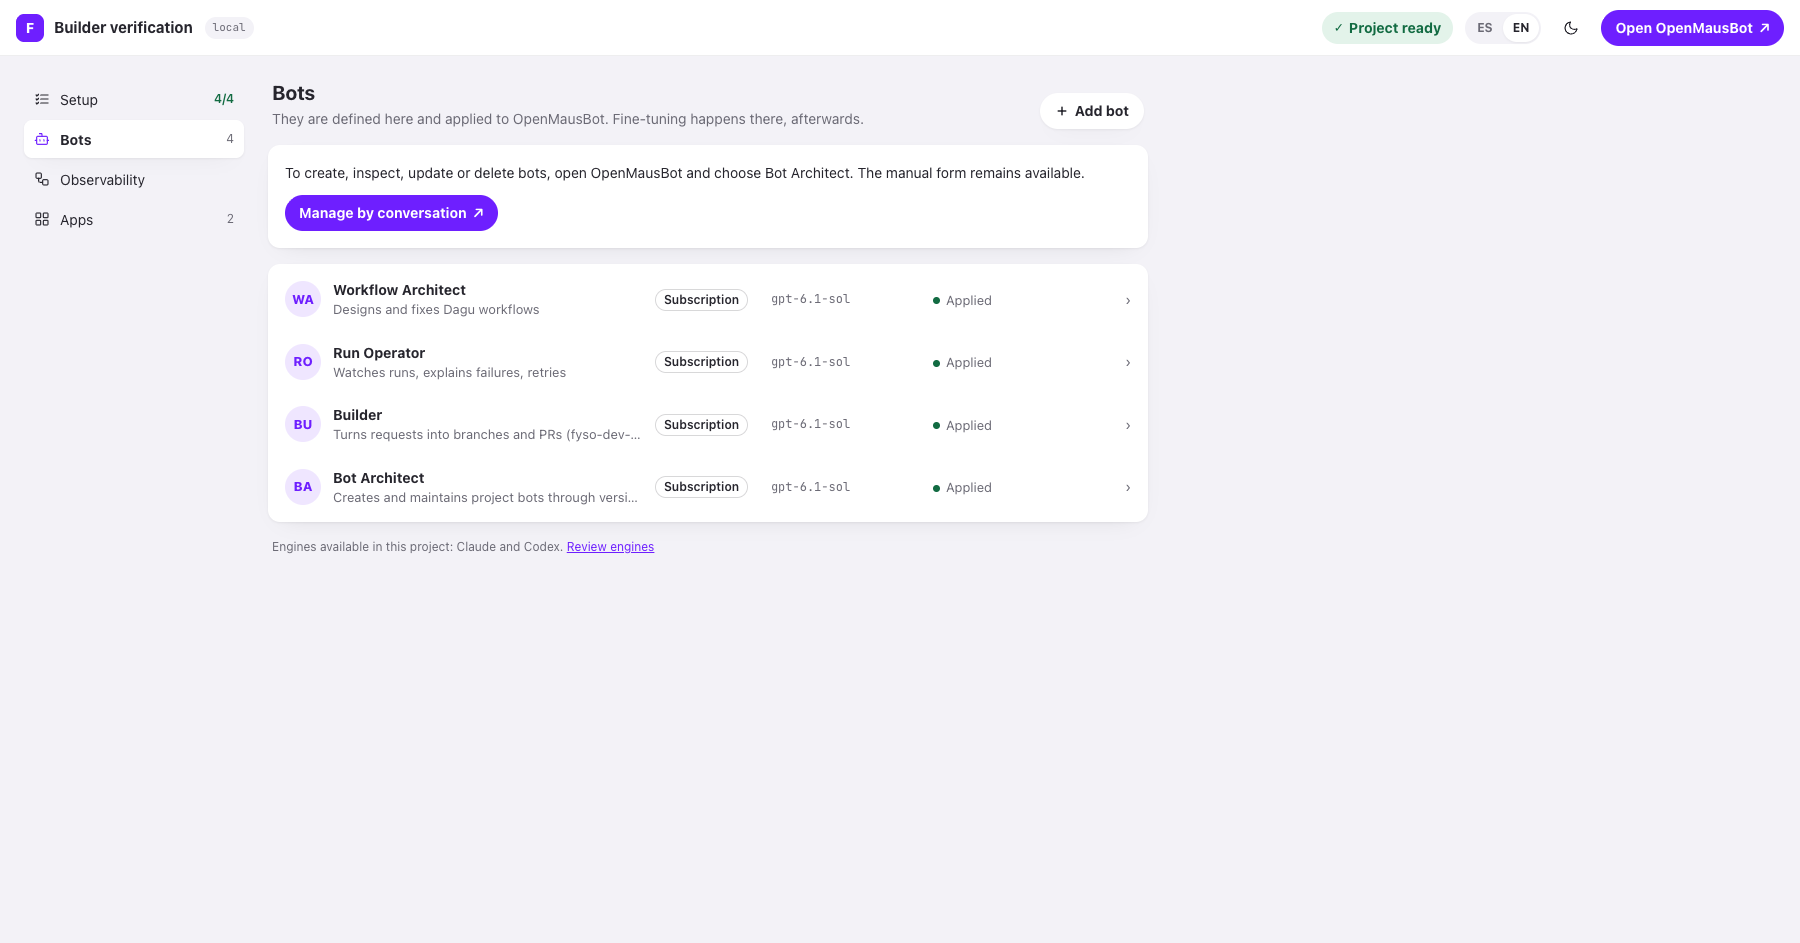 F Builder verification local
✓ Project ready ES EN Open OpenMausBot ↗
Setup 4/4
Bots 4
Observability
Apps 2
Bots
They are defined here and applied to OpenMausBot. Fine-tuning happens there, afterwards.
+ Add bot
To create, inspect, update or delete bots, open OpenMausBot and choose Bot Architect. The manual form remains available.
Manage by conversation ↗
WA Workflow Architect Subscription gpt-6.1-sol Applied ›
Designs and fixes Dagu workflows
RO Run Operator Subscription gpt-6.1-sol Applied ›
Watches runs, explains failures, retries
BU Builder Subscription gpt-6.1-sol Applied ›
Turns requests into branches and PRs (fyso-dev-...
BA Bot Architect Subscription gpt-6.1-sol Applied ›
Creates and maintains project bots through versi...
Engines available in this project: Claude and Codex. Review engines